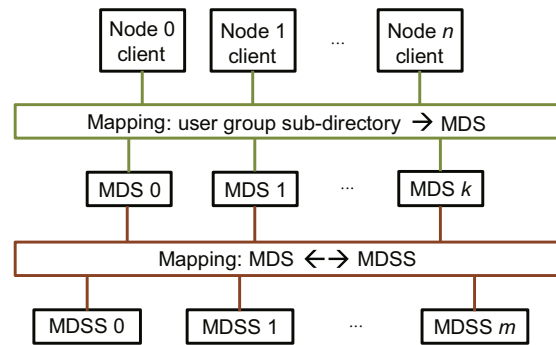 Node 0 Node 1 ... Node n
client client client
Mapping: user group sub-directory → MDS
MDS 0 MDS 1 ... MDS k
Mapping: MDS ←→ MDSS
MDSS 0 MDSS 1 ... MDSS m